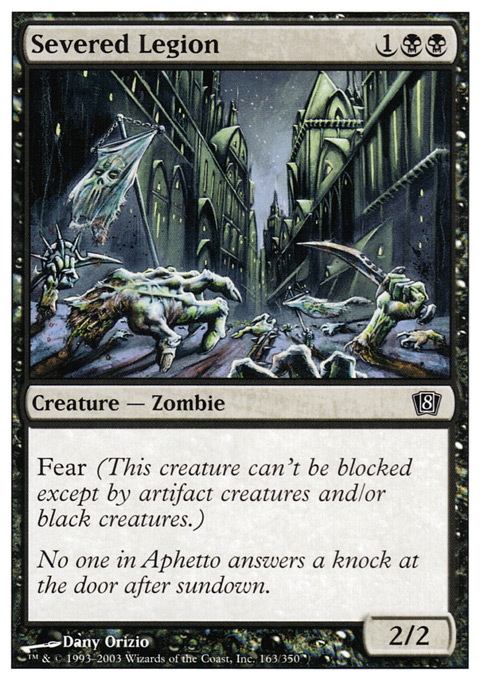 Severed Legion 1
Creature — Zombie 8
Fear (This creature can't be blocked
except by artifact creatures and/or
black creatures.)
No one in Aphetto answers a knock at
the door after sundown.
Dany Orizio
2/2
™ & © 1993–2003 Wizards of the Coast, Inc. 163/350